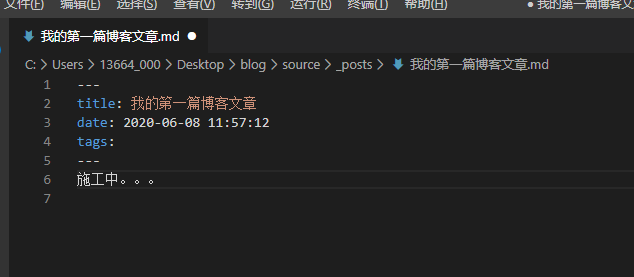 文件(F) 编辑(E) 选择(S) 查看(V) 转到(G) 运行(R) 终端(T) 帮助(H) ● 我的第一篇博客文
我的第一篇博客文章.md ●
C: > Users > 13664_000 > Desktop > blog > source > _posts > 我的第一篇博客文章.md
1 ---
2 title: 我的第一篇博客文章
3 date: 2020-06-08 11:57:12
4 tags:
5 ---
6 施工中。。。
7